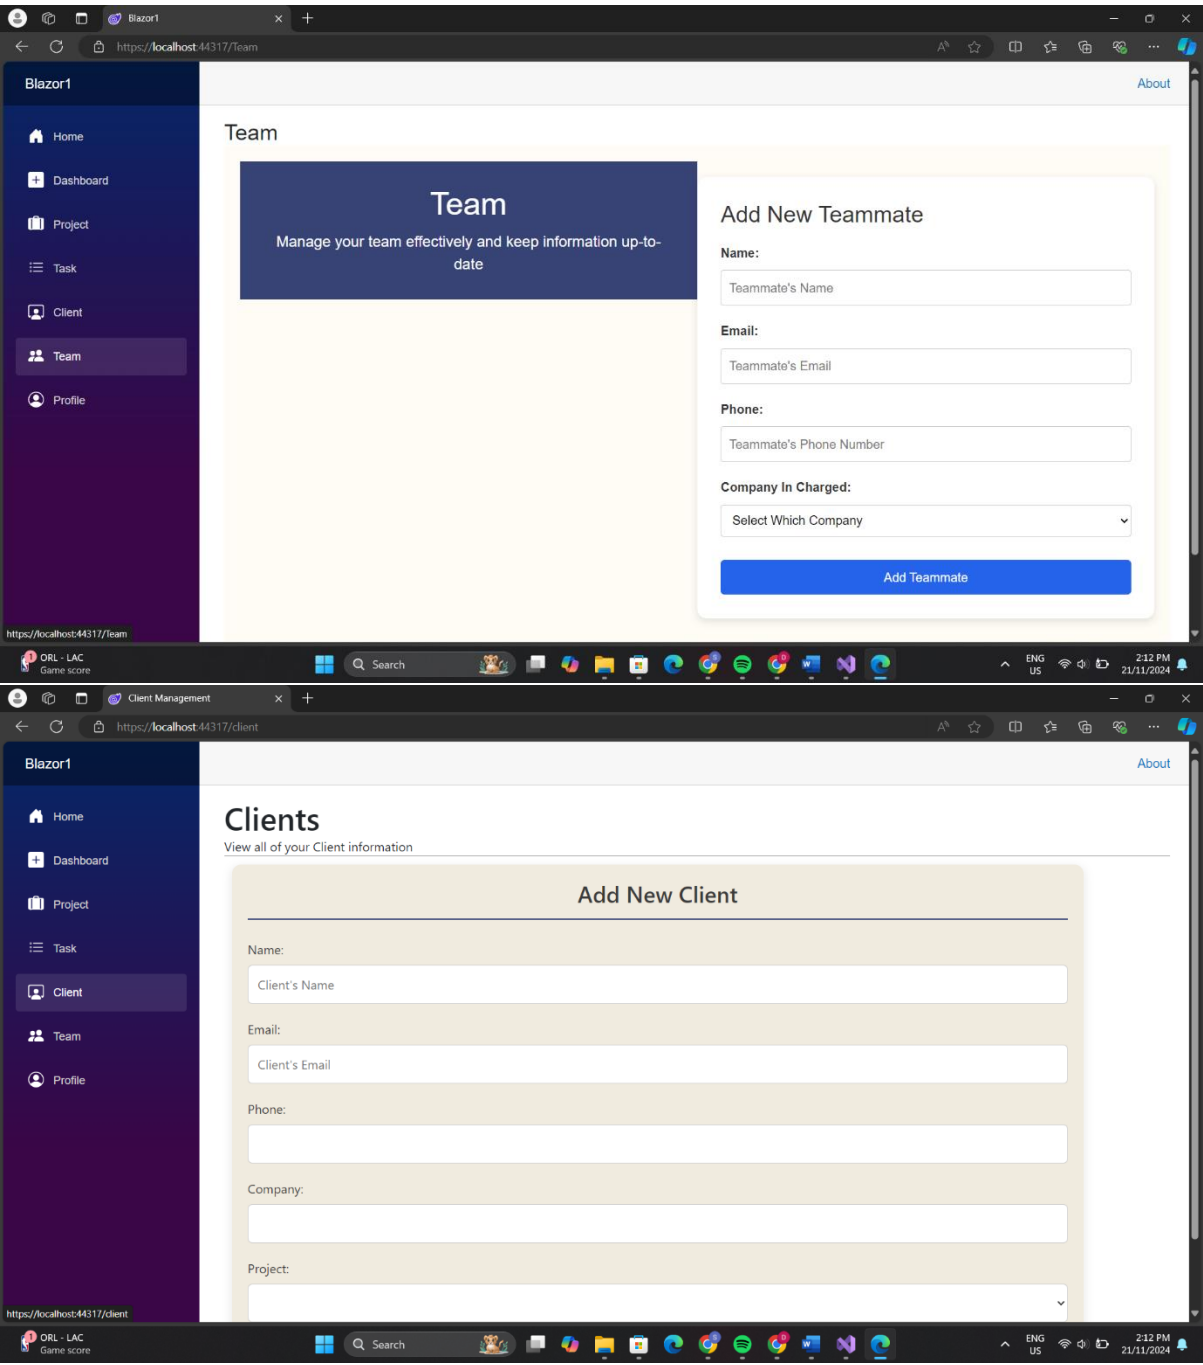 Blazor1
https://localhost:44317/Team
Blazor1
About
Home
Dashboard
Project
Task
Client
Team
Profile
Team
Team
Manage your team effectively and keep information up-to-
date
Add New Teammate
Name:
Teammate's Name
Email:
Teammate's Email
Phone:
Teammate's Phone Number
Company In Charged:
Select Which Company
Add Teammate
https://localhost:44317/Team
1
ORL - LAC
Game score
Search
ENG
US
2:12 PM
21/11/2024
Client Management
https://localhost:44317/client
Blazor1
About
Home
Dashboard
Project
Task
Client
Team
Profile
Clients
View all of your Client information
Add New Client
Name:
Client's Name
Email:
Client's Email
Phone:
Company:
Project:
https://localhost:44317/client
1
ORL - LAC
Game score
Search
ENG
US
2:12 PM
21/11/2024